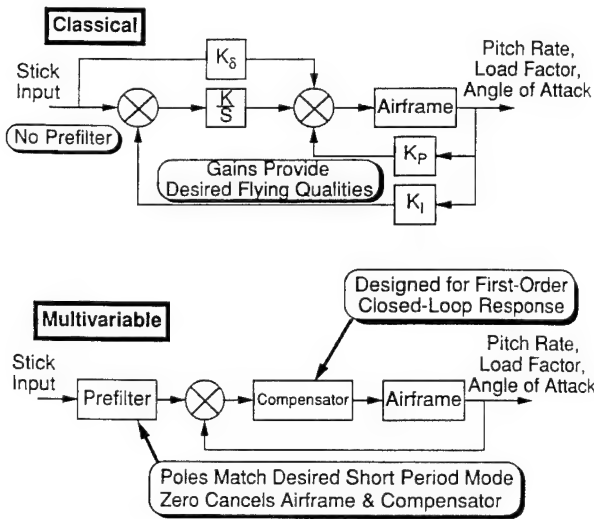 Classical
Stick
Input
No Prefilter
Kδ
K
S
Airframe
Pitch Rate,
Load Factor,
Angle of Attack
KP
Gains Provide
Desired Flying Qualities
KI
Multivariable
Designed for First-Order
Closed-Loop Response
Stick
Input
Prefilter
Compensator
Airframe
Pitch Rate,
Load Factor,
Angle of Attack
Poles Match Desired Short Period Mode
Zero Cancels Airframe & Compensator